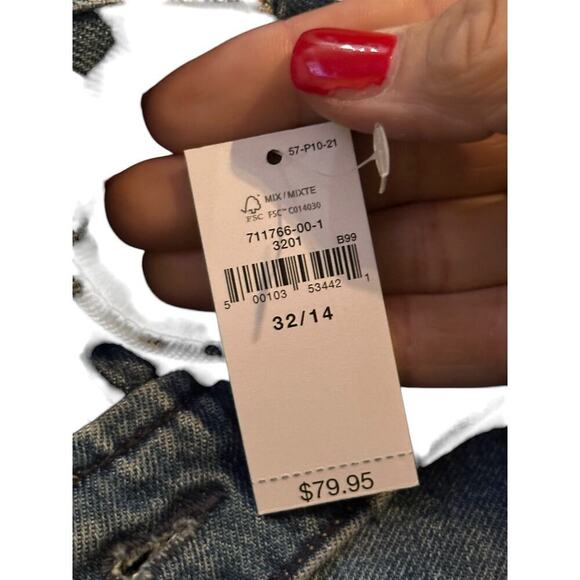 57-P10-21
MIX / MIXTE
FSC FSC™ C014030
711766-00-1
3201 B99
5 00103 53442 1
32/14
$79.95